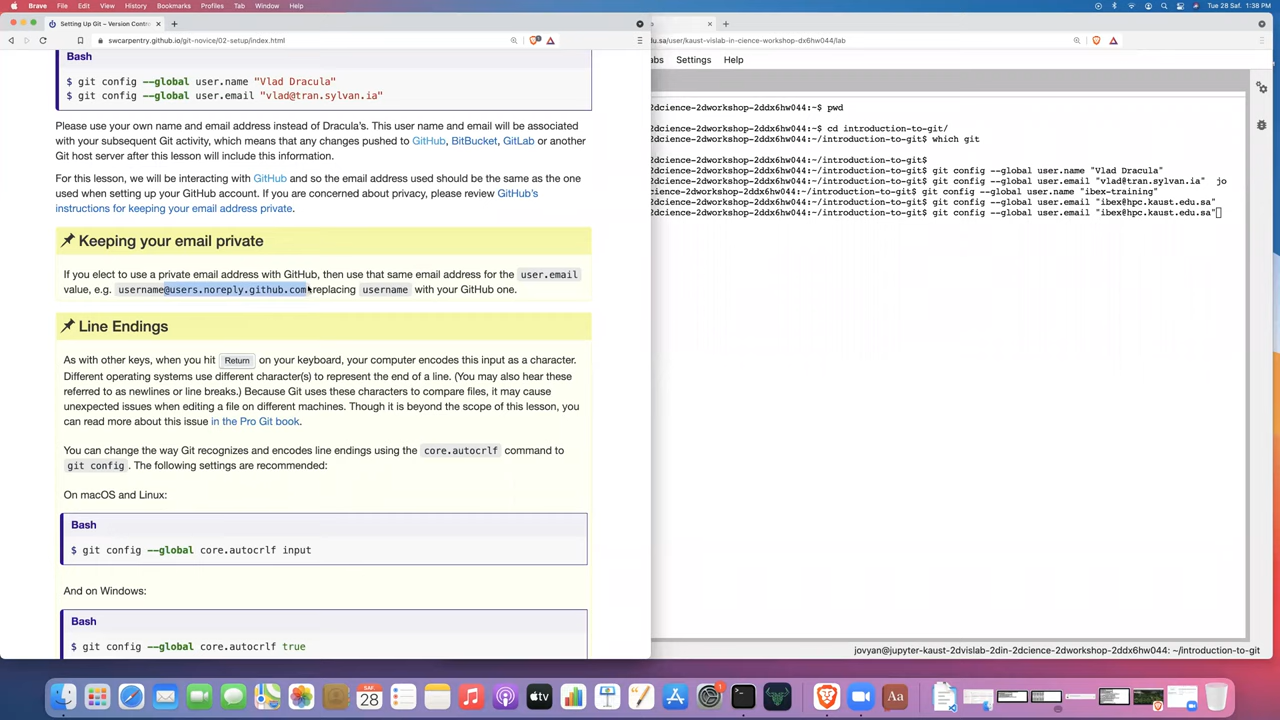 Brave File Edit View History Bookmarks Profiles Tab Window Help
Tue 28 Saf. 1:38 PM
Setting Up Git – Version Contro
swcarpentry.github.io/git-novice/02-setup/index.html
du.sa/user/kaust-vislab-in-cience-workshop-dx6hw044/lab
Bash
$ git config --global user.name "Vlad Dracula"
$ git config --global user.email "vlad@tran.sylvan.ia"
Please use your own name and email address instead of Dracula's. This user name and email will be associated
with your subsequent Git activity, which means that any changes pushed to GitHub, BitBucket, GitLab or another
Git host server after this lesson will include this information.
For this lesson, we will be interacting with GitHub and so the email address used should be the same as the one
used when setting up your GitHub account. If you are concerned about privacy, please review GitHub's
instructions for keeping your email address private.
Keeping your email private
If you elect to use a private email address with GitHub, then use that same email address for the user.email
value, e.g. username@users.noreply.github.com replacing username with your GitHub one.
Line Endings
As with other keys, when you hit Return on your keyboard, your computer encodes this input as a character.
Different operating systems use different character(s) to represent the end of a line. (You may also hear these
referred to as newlines or line breaks.) Because Git uses these characters to compare files, it may cause
unexpected issues when editing a file on different machines. Though it is beyond the scope of this lesson, you
can read more about this issue in the Pro Git book.
You can change the way Git recognizes and encodes line endings using the core.autocrlf command to
git config. The following settings are recommended:
On macOS and Linux:
Bash
$ git config --global core.autocrlf input
And on Windows:
Bash
$ git config --global core.autocrlf true
abs Settings Help
2dcience-2dworkshop-2ddx6hw044:~$ pwd
2dcience-2dworkshop-2ddx6hw044:~$ cd introduction-to-git/
2dcience-2dworkshop-2ddx6hw044:~/introduction-to-git$ which git
2dcience-2dworkshop-2ddx6hw044:~/introduction-to-git$
2dcience-2dworkshop-2ddx6hw044:~/introduction-to-git$ git config --global user.name "Vlad Dracula"
2dcience-2dworkshop-2ddx6hw044:~/introduction-to-git$ git config --global user.email "vlad@tran.sylvan.ia" jo
cience-2dworkshop-2ddx6hw044:~/introduction-to-git$ git config --global user.name "ibex-training"
2dcience-2dworkshop-2ddx6hw044:~/introduction-to-git$ git config --global user.email "ibex@hpc.kaust.edu.sa"
2dcience-2dworkshop-2ddx6hw044:~/introduction-to-git$ git config --global user.email "ibex@hpc.kaust.edu.sa"
jovyan@jupyter-kaust-2dvislab-2din-2dcience-2dworkshop-2ddx6hw044: ~/introduction-to-git
SAF.
28
tv
1
Aa